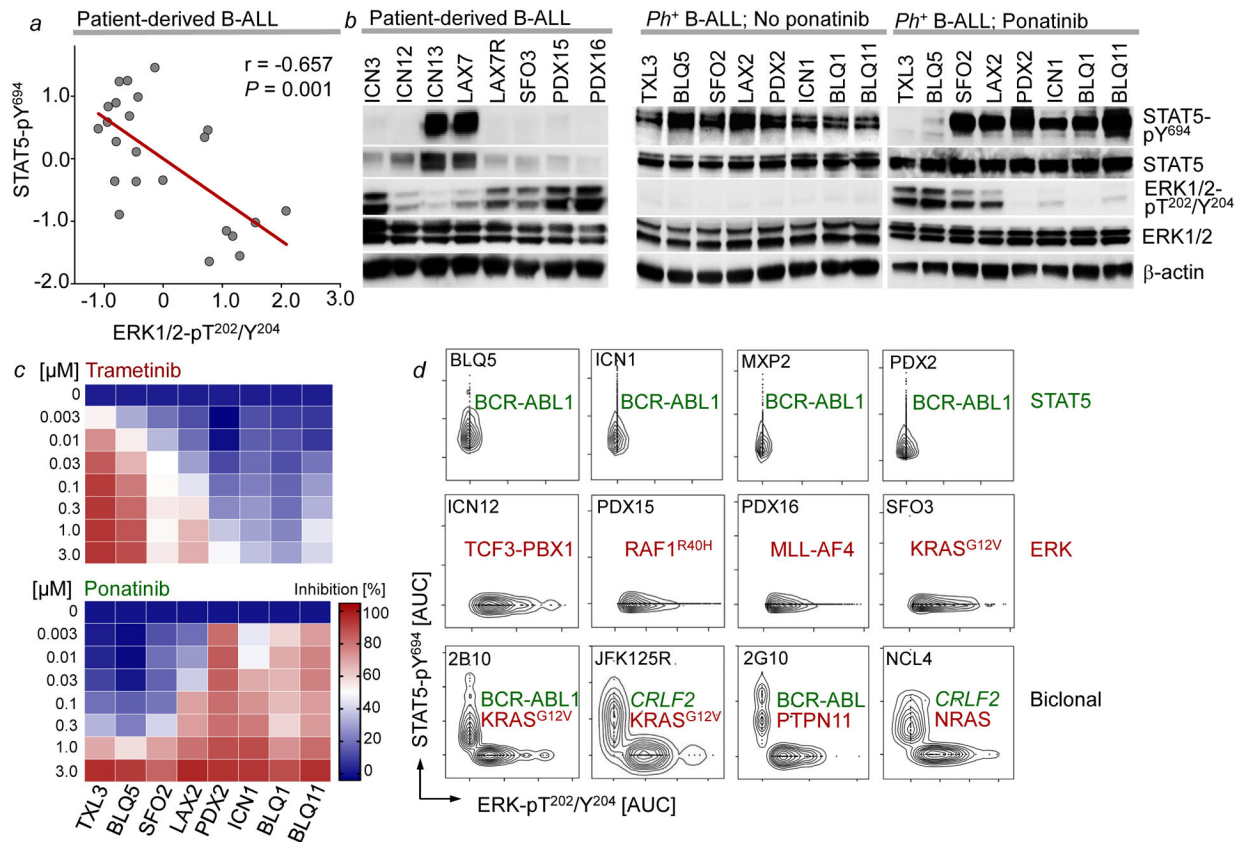 a
Patient-derived B-ALL
STAT5-pY694
1.0
0.0
-1.0
-2.0
r = -0.657
P = 0.001
-1.0
0
1.0
2.0
3.0
ERK1/2-pT202/Y204
b
Patient-derived B-ALL
ICN3
ICN12
ICN13
LAX7
LAX7R
SFO3
PDX15
PDX16
Ph+ B-ALL; No ponatinib
TXL3
BLQ5
SFO2
LAX2
PDX2
ICN1
BLQ1
BLQ11
Ph+ B-ALL; Ponatinib
TXL3
BLQ5
SFO2
LAX2
PDX2
ICN1
BLQ1
BLQ11
STAT5-
pY694
STAT5
ERK1/2-
pT202/Y204
ERK1/2
β-actin
c
[µM] Trametinib
0
0.003
0.01
0.03
0.1
0.3
1.0
3.0
[µM] Ponatinib
0
0.003
0.01
0.03
0.1
0.3
1.0
3.0
Inhibition [%]
100
80
60
40
20
0
TXL3
BLQ5
SFO2
LAX2
PDX2
ICN1
BLQ1
BLQ11
d
BLQ5
BCR-ABL1
ICN1
BCR-ABL1
MXP2
BCR-ABL1
PDX2
BCR-ABL1
STAT5
ICN12
TCF3-PBX1
PDX15
RAF1R40H
PDX16
MLL-AF4
SFO3
KRASG12V
ERK
2B10
BCR-ABL1
KRASG12V
JFK125R
CRLF2
KRASG12V
2G10
BCR-ABL
PTPN11
NCL4
CRLF2
NRAS
Biclonal
STAT5-pY694 [AUC]
ERK-pT202/Y204 [AUC]